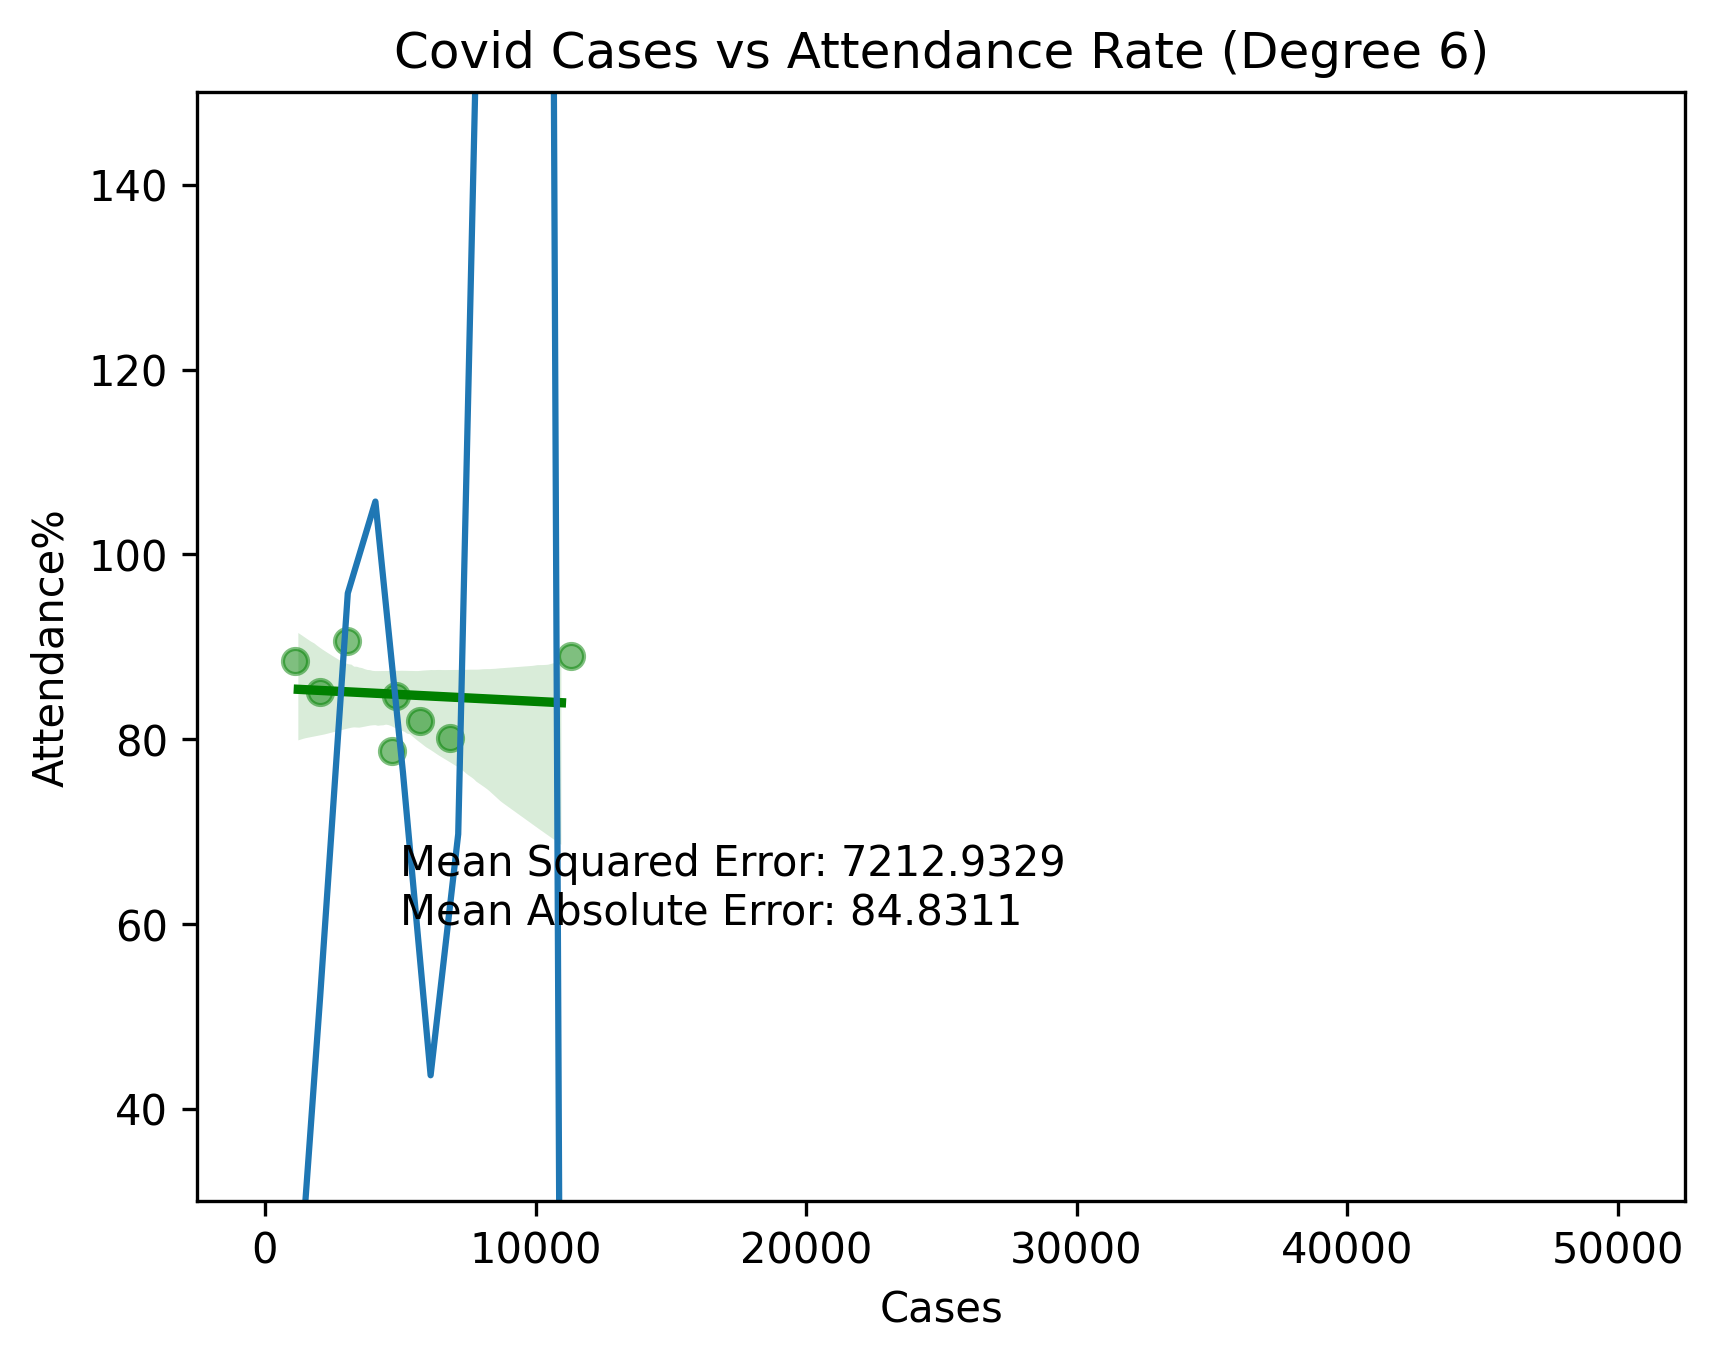 Covid Cases vs Attendance Rate (Degree 6)
140
120
100
80
60
40
Attendance%
Mean Squared Error: 7212.9329
Mean Absolute Error: 84.8311
0 10000 20000 30000 40000 50000
Cases